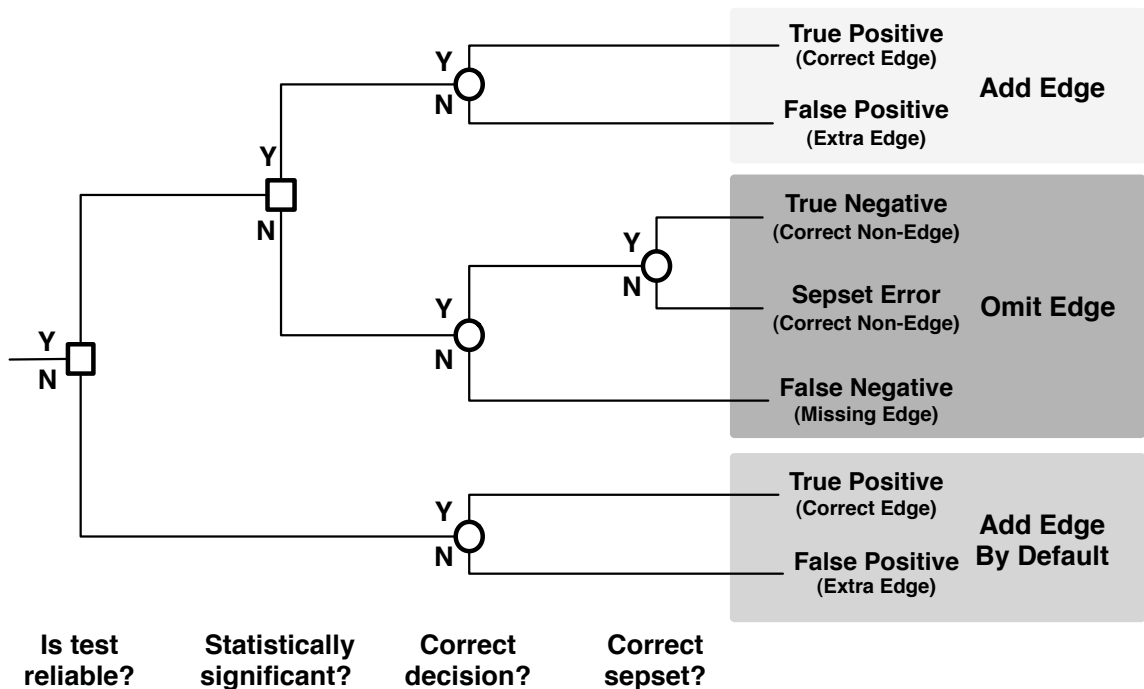 True Positive
(Correct Edge)
Y
N
False Positive
(Extra Edge)
Add Edge
Y
N
True Negative
(Correct Non-Edge)
Y
N
Sepset Error
(Correct Non-Edge)
Omit Edge
Y
N
False Negative
(Missing Edge)
Y
N
True Positive
(Correct Edge)
Y
N
False Positive
(Extra Edge)
Add Edge
By Default
Is test
reliable?
Statistically
significant?
Correct
decision?
Correct
sepset?